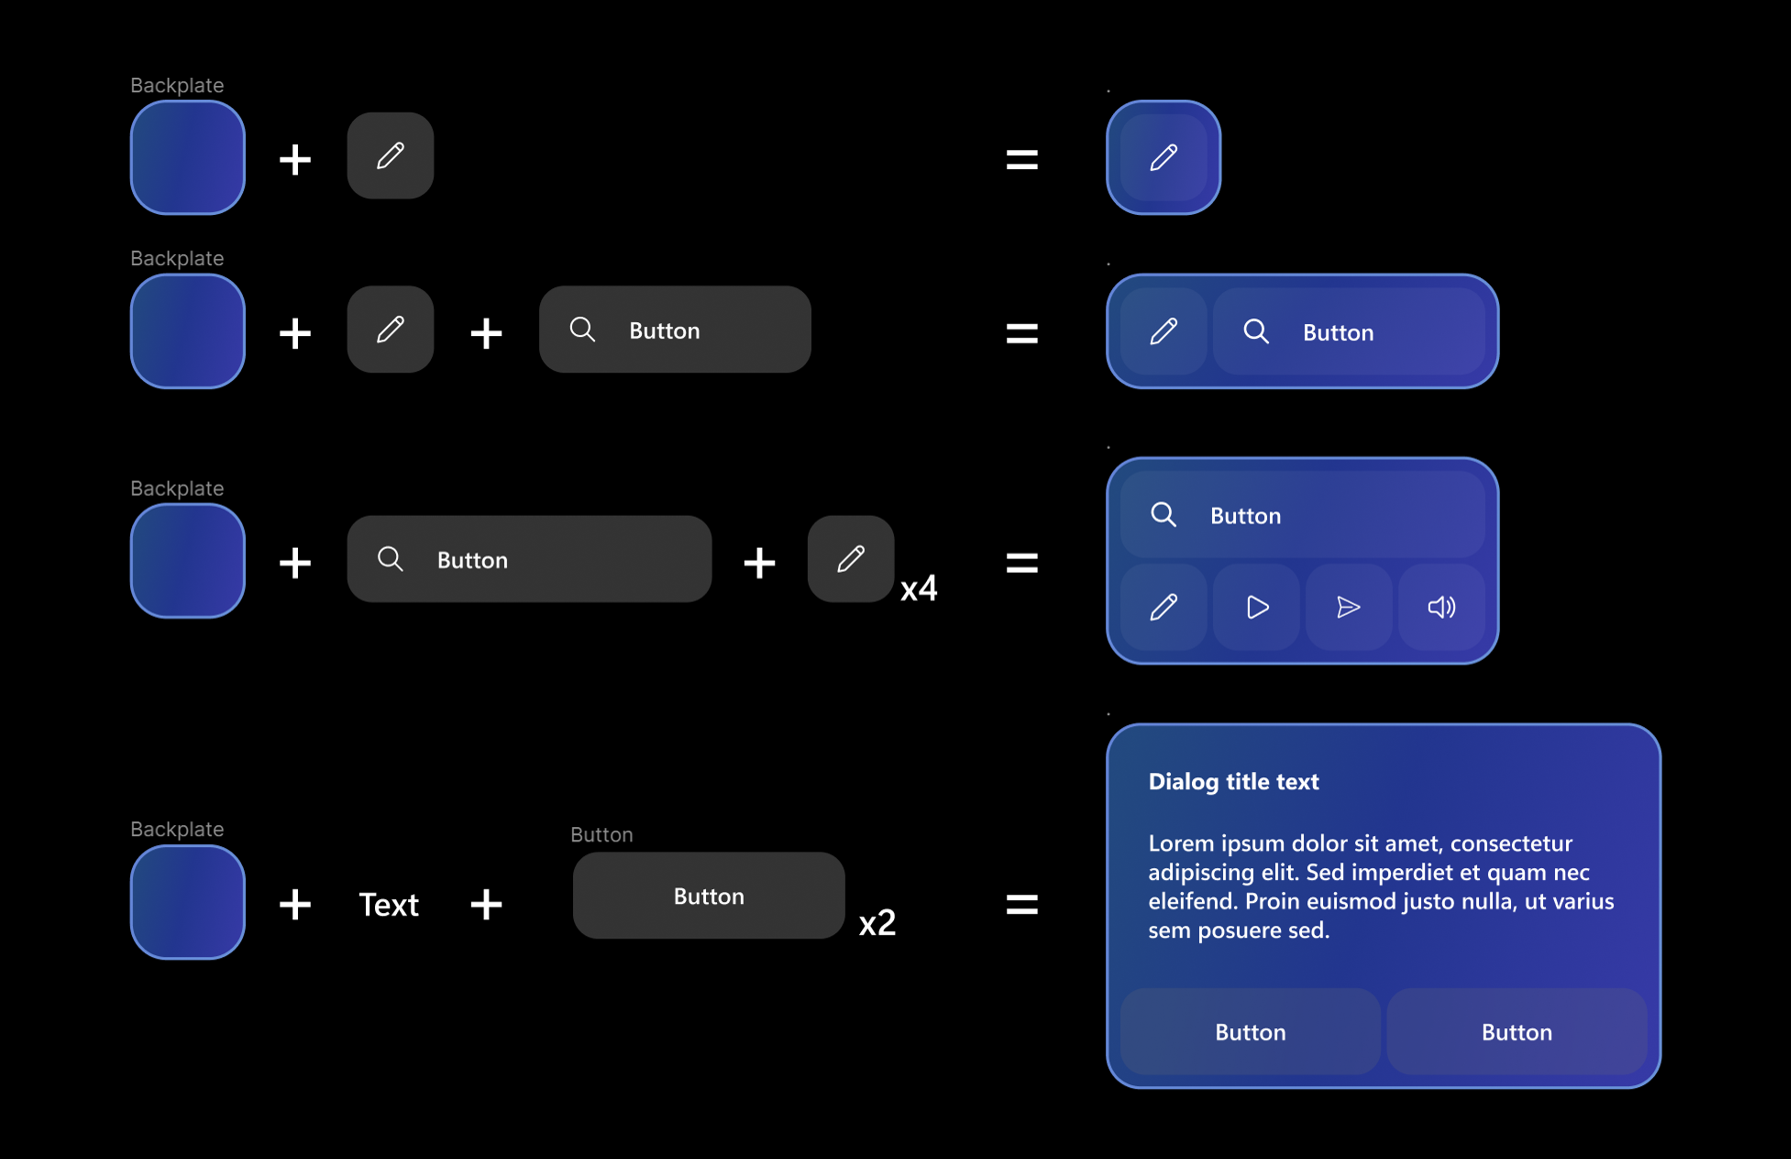 Backplate
+
=
Backplate
+
+
Button
=
Button
Backplate
+
Button
+
x4
=
Button
Backplate
+
Text
+
Button
Button
x2
=
Dialog title text
Lorem ipsum dolor sit amet, consectetur
adipiscing elit. Sed imperdiet et quam nec
eleifend. Proin euismod justo nulla, ut varius
sem posuere sed.
Button
Button